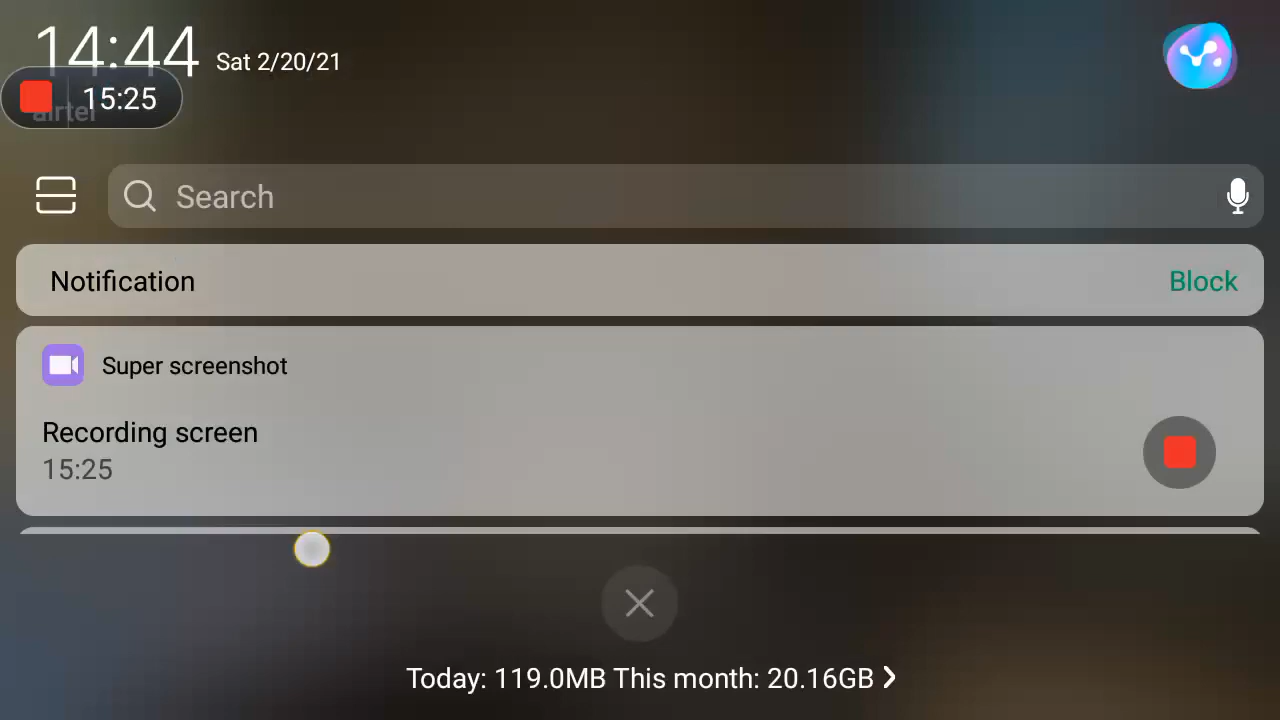 14:44 Sat 2/20/21
15:25
airtel
Search
Notification Block
Super screenshot
Recording screen
15:25
Today: 119.0MB This month: 20.16GB